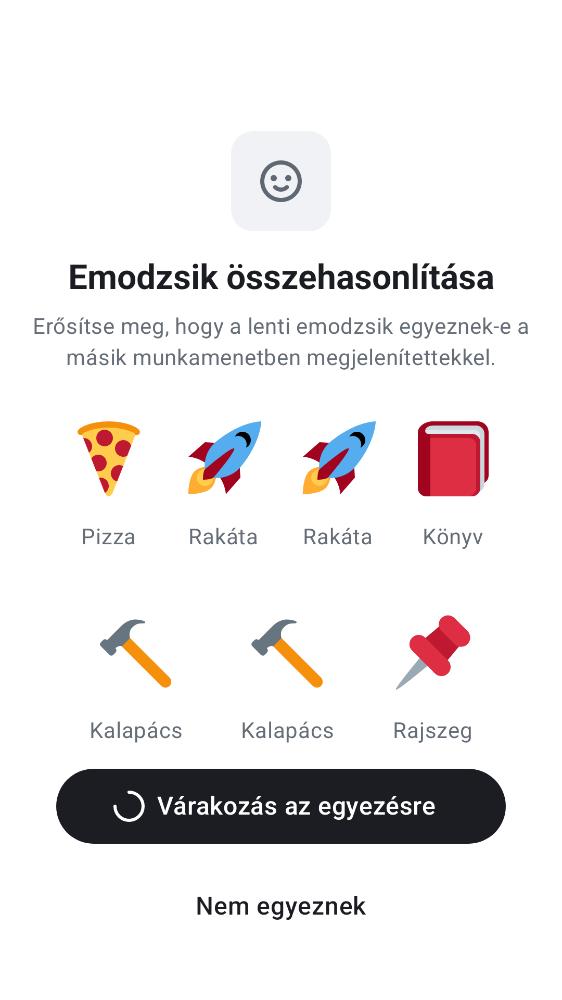 Emodzsik összehasonlítása
Erősítse meg, hogy a lenti emodzsik egyeznek-e a
másik munkamenetben megjelenítettekkel.
Pizza Rakáta Rakáta Könyv
Kalapács Kalapács Rajszeg
Várakozás az egyezésre
Nem egyeznek